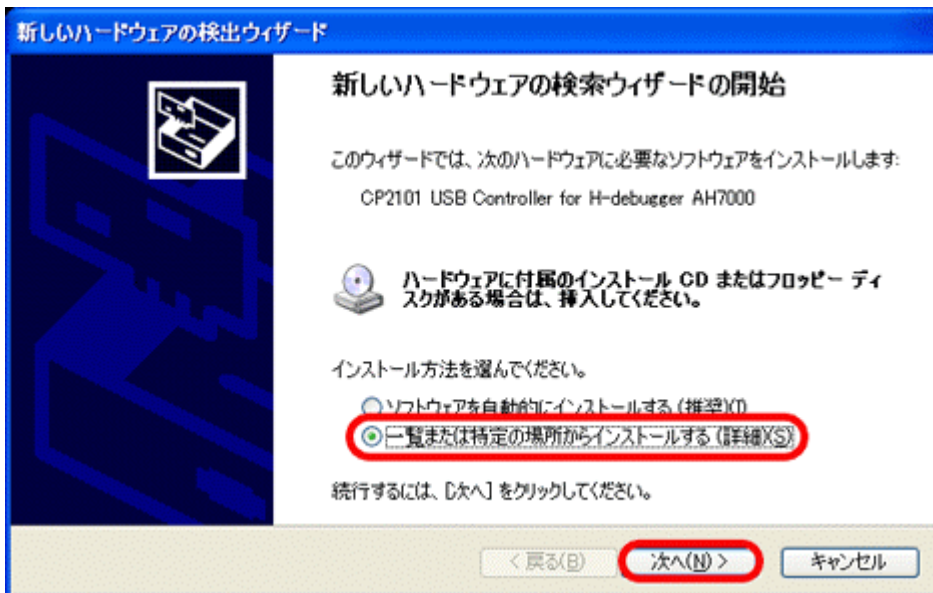 新しいハードウェアの検出ウィザード
新しいハードウェアの検索ウィザードの開始
このウィザードでは、次のハードウェアに必要なソフトウェアをインストールします:
CP2101 USB Controller for H-debugger AH7000
ハードウェアに付属のインストール CD またはフロッピー ディ
スクがある場合は、挿入してください。
インストール方法を選んでください。
ソフトウェアを自動的にインストールする (推奨)(I)
一覧または特定の場所からインストールする (詳細)(S)
続行するには、[次へ] をクリックしてください。
< 戻る(B)
次へ(N) >
キャンセル